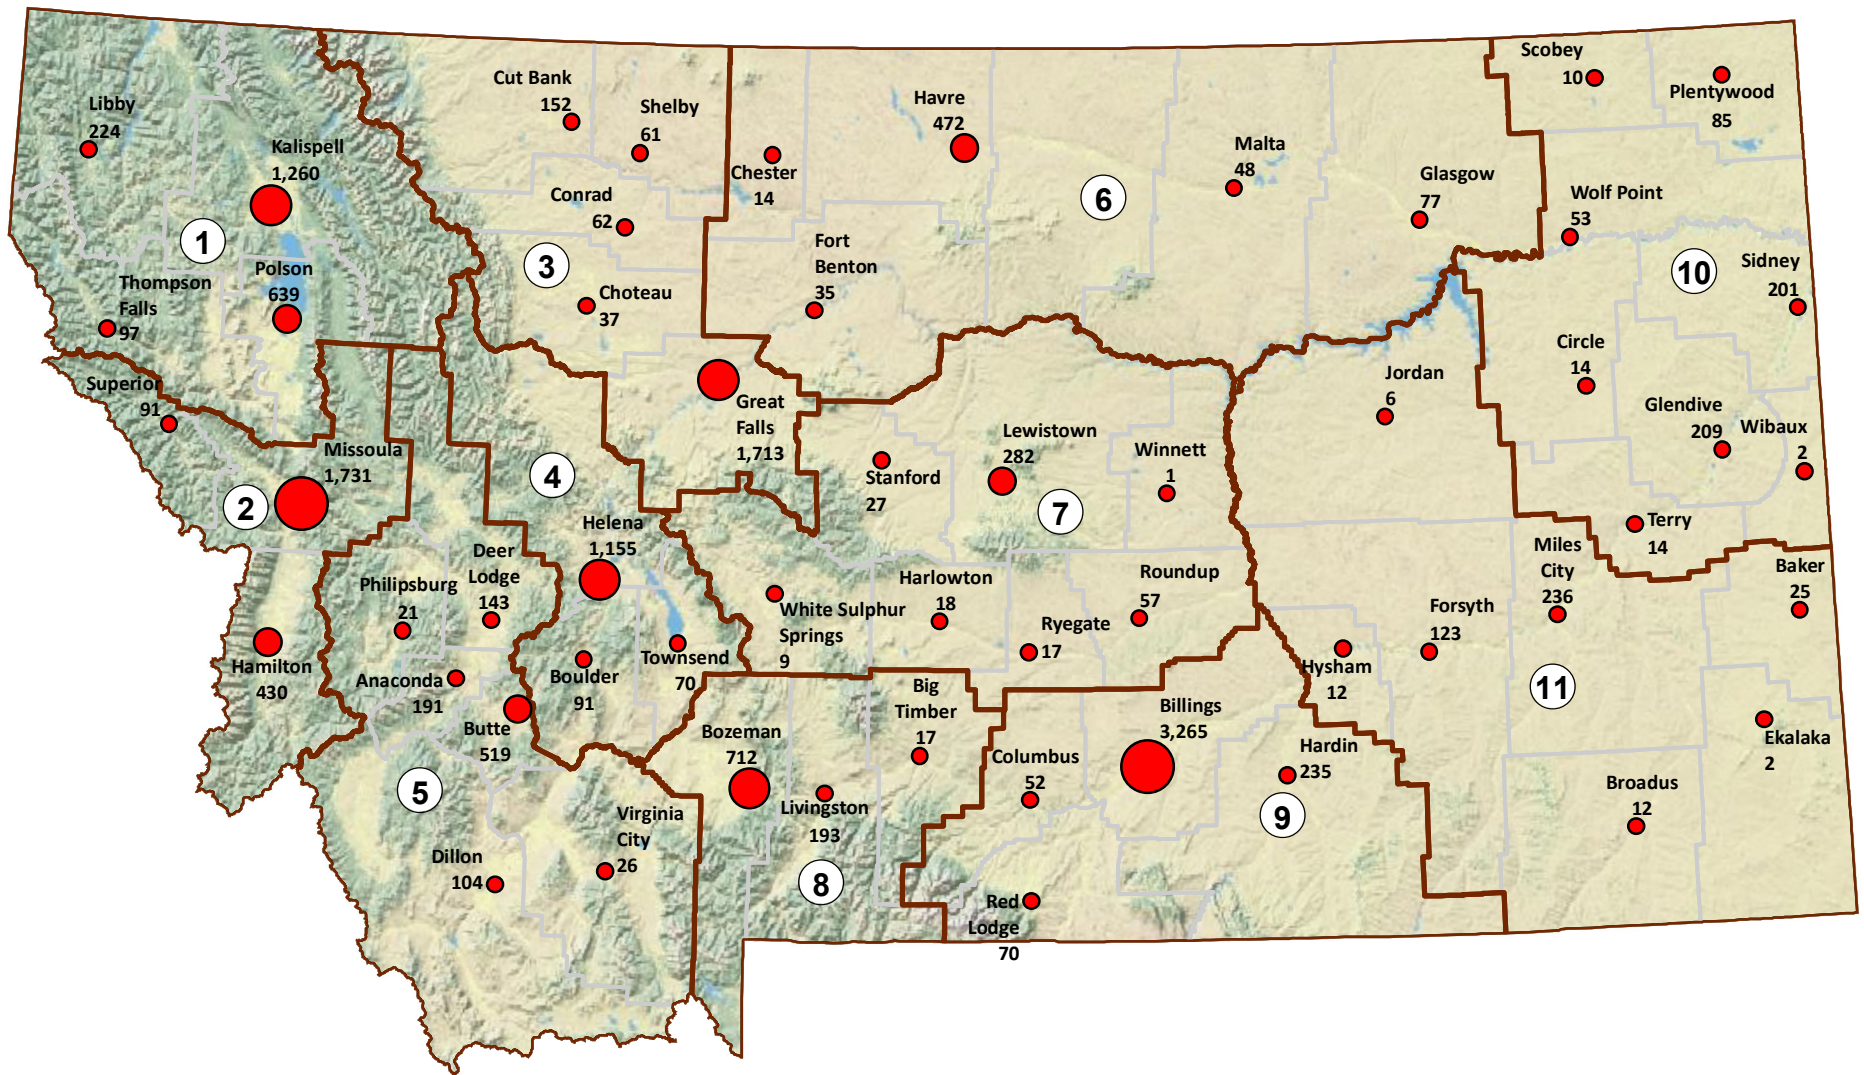 Libby
224
Kalispell
1,260
1
Thompson
Falls
97
Polson
639
Superior
91
Missoula
1,731
2
Hamilton
430
Cut Bank
152
Shelby
61
Conrad
62
3
Choteau
37
Great
Falls
1,713
4
Helena
1,155
Townsend
70
Boulder
91
Deer
Lodge
143
Philipsburg
21
Anaconda
191
Butte
519
5
Dillon
104
Virginia
City
26
Havre
472
Chester
14
Fort
Benton
35
6
Malta
48
Glasgow
77
Lewistown
282
Winnett
1
Stanford
27
7
White Sulphur
Springs
9
Harlowton
18
Ryegate
17
Roundup
57
Bozeman
712
Livingston
193
Big
Timber
17
8
Columbus
52
Billings
3,265
Hardin
235
9
Red
Lodge
70
Scobey
10
Plentywood
85
Wolf Point
53
10
Sidney
201
Circle
14
Glendive
209
Wibaux
2
Terry
14
Jordan
6
Miles
City
236
Baker
25
Forsyth
123
Hysham
12
11
Ekalaka
2
Broadus
12